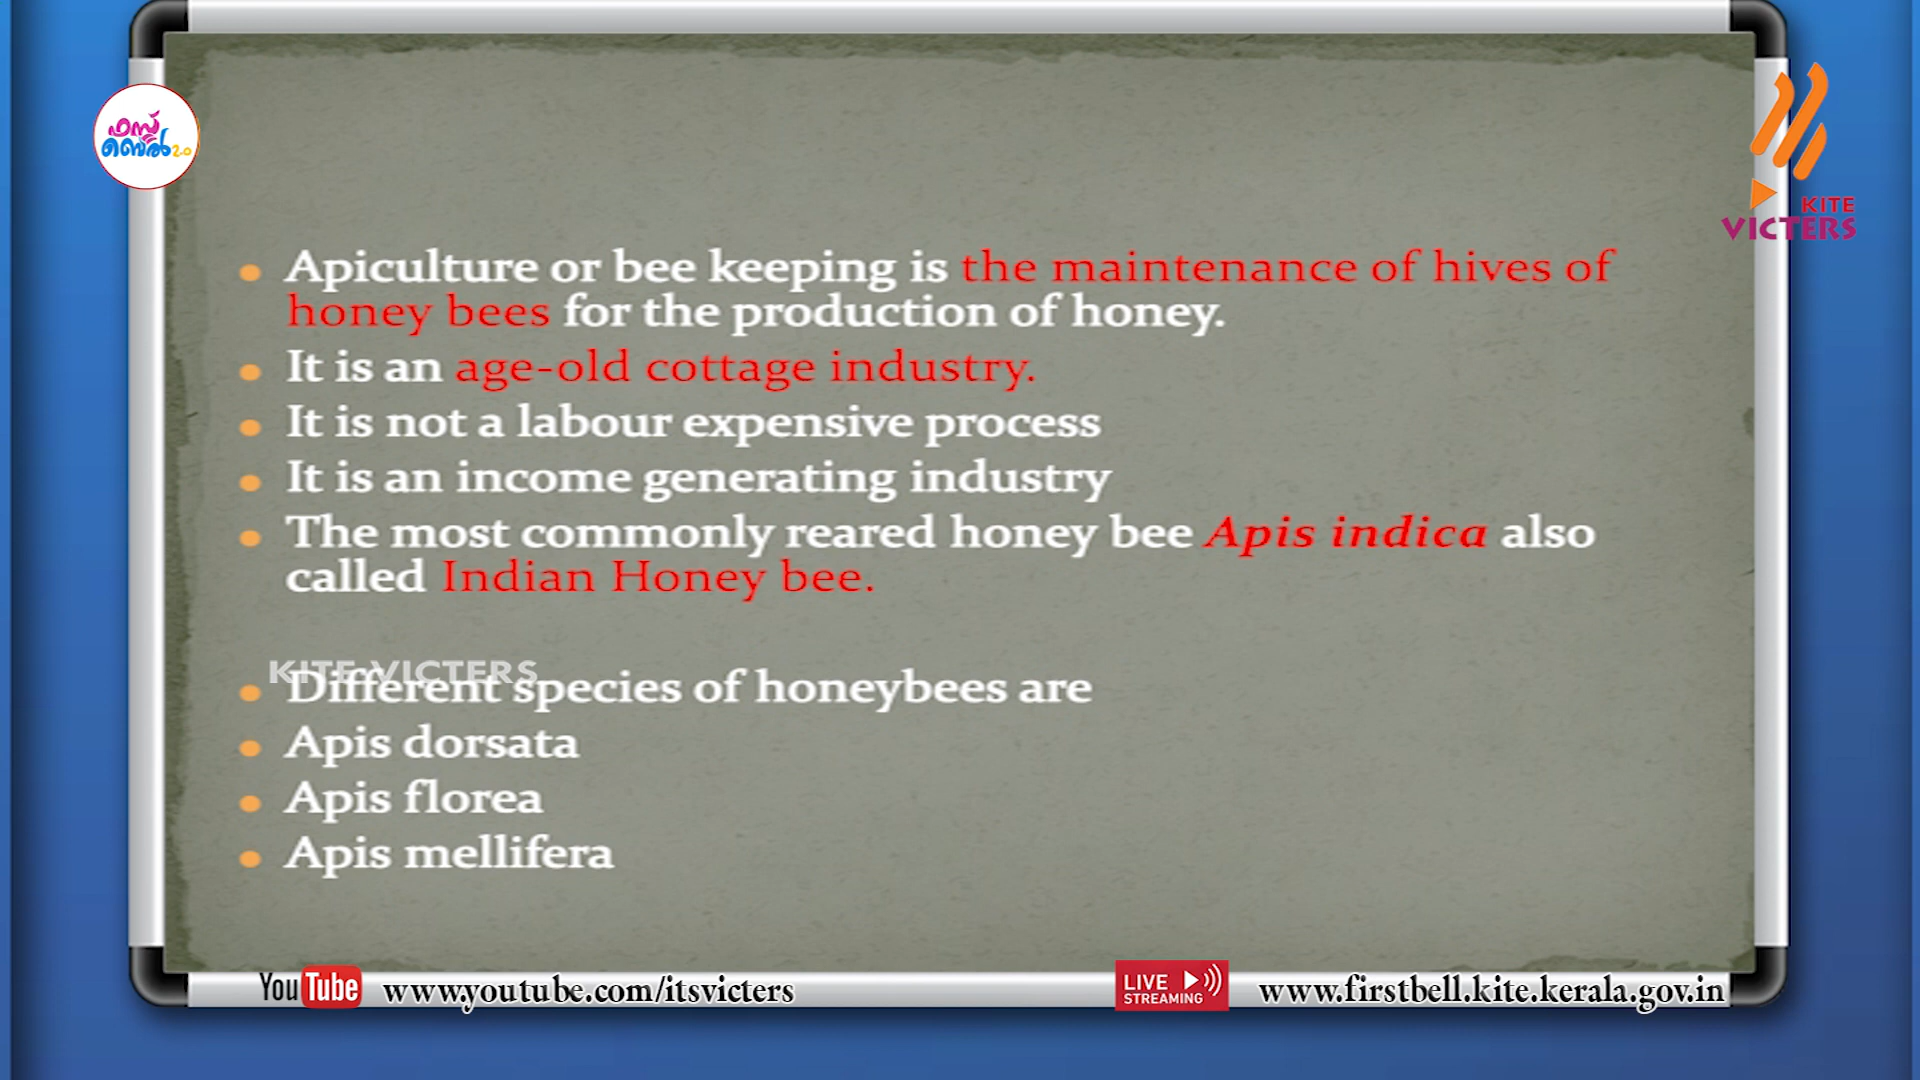 ഫസ്റ്റ്
ബെൽ 2.0
KITE
VICTERS
Apiculture or bee keeping is the maintenance of hives of
honey bees for the production of honey.
It is an age-old cottage industry.
It is not a labour expensive process
It is an income generating industry
The most commonly reared honey bee Apis indica also
called Indian Honey bee.
KITE VICTERS
Different species of honeybees are
Apis dorsata
Apis florea
Apis mellifera
YouTube www.youtube.com/itsvicters
LIVE
STREAMING
www.firstbell.kite.kerala.gov.in